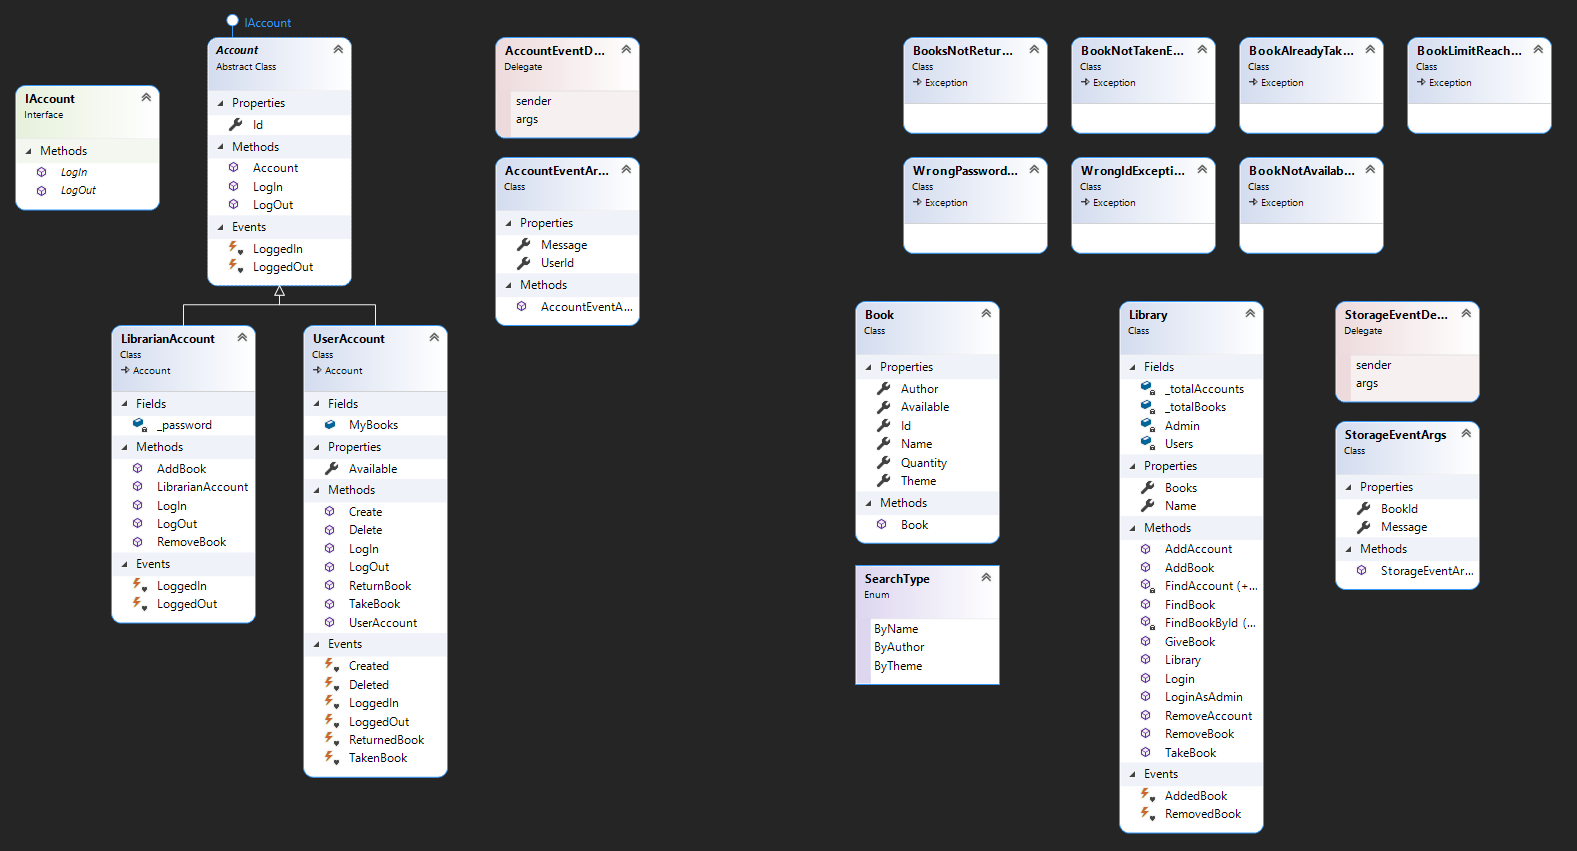 IAccount
IAccount
Interface
Methods
LogIn
LogOut
Account
Abstract Class
Properties
Id
Methods
Account
LogIn
LogOut
Events
LoggedIn
LoggedOut
LibrarianAccount
Class
Account
Fields
_password
Methods
AddBook
LibrarianAccount
LogIn
LogOut
RemoveBook
Events
LoggedIn
LoggedOut
UserAccount
Class
Account
Fields
MyBooks
Properties
Available
Methods
Create
Delete
LogIn
LogOut
ReturnBook
TakeBook
UserAccount
Events
Created
Deleted
LoggedIn
LoggedOut
ReturnedBook
TakenBook
AccountEventD...
Delegate
sender
args
AccountEventAr...
Class
Properties
Message
UserId
Methods
AccountEventA...
BooksNotRetur...
Class
Exception
BookNotTakenE...
Class
Exception
BookAlreadyTak...
Class
Exception
BookLimitReach...
Class
Exception
WrongPassword...
Class
Exception
WrongIdExcepti...
Class
Exception
BookNotAvailab...
Class
Exception
Book
Class
Properties
Author
Available
Id
Name
Quantity
Theme
Methods
Book
SearchType
Enum
ByName
ByAuthor
ByTheme
Library
Class
Fields
_totalAccounts
_totalBooks
Admin
Users
Properties
Books
Name
Methods
AddAccount
AddBook
FindAccount (+...
FindBook
FindBookById (...
GiveBook
Library
Login
LoginAsAdmin
RemoveAccount
RemoveBook
TakeBook
Events
AddedBook
RemovedBook
StorageEventDe...
Delegate
sender
args
StorageEventArgs
Class
Properties
BookId
Message
Methods
StorageEventAr...